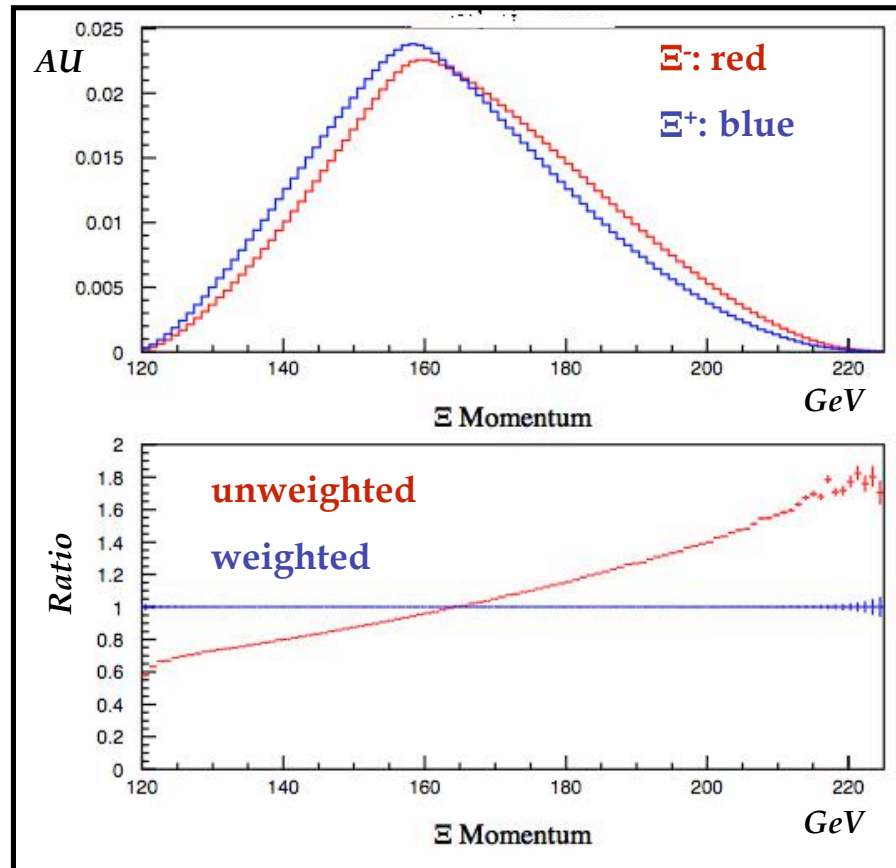 AU
0.025
0.02
0.015
0.01
0.005
0
Ξ-: red
Ξ+: blue
120 140 160 180 200 220
GeV
Ξ Momentum
Ratio
2
1.8
1.6
1.4
1.2
1
0.8
0.6
0.4
0.2
0
unweighted
weighted
120 140 160 180 200 220
GeV
Ξ Momentum